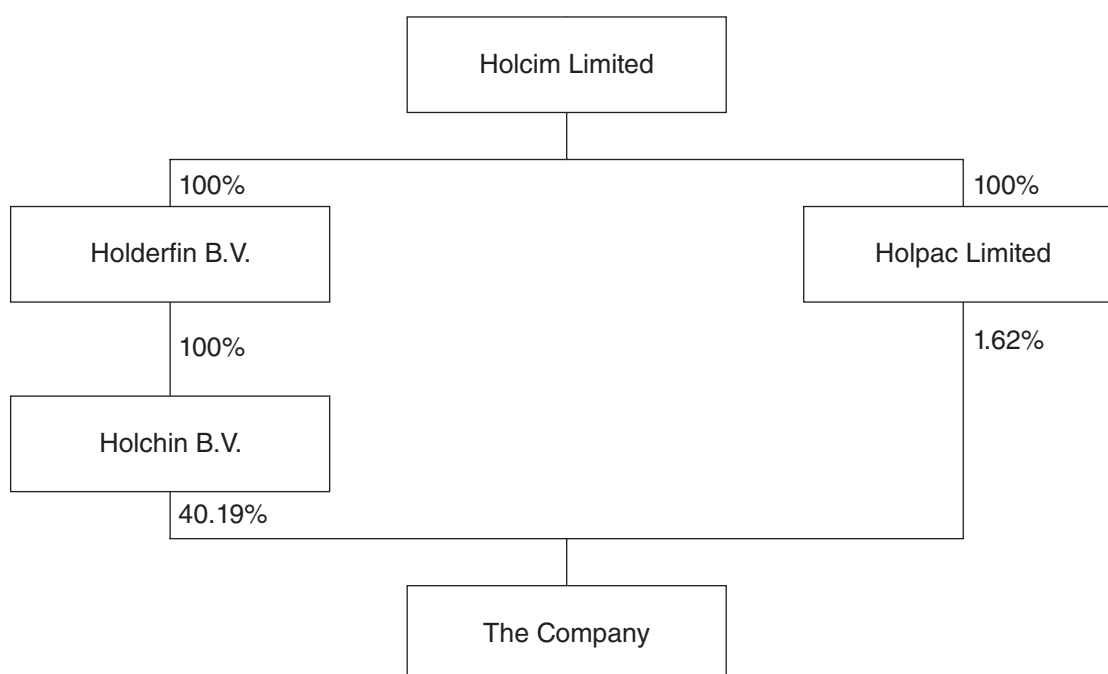 Holcim Limited
100%
100%
Holderfin B.V.
Holpac Limited
100%
1.62%
Holchin B.V.
40.19%
The Company